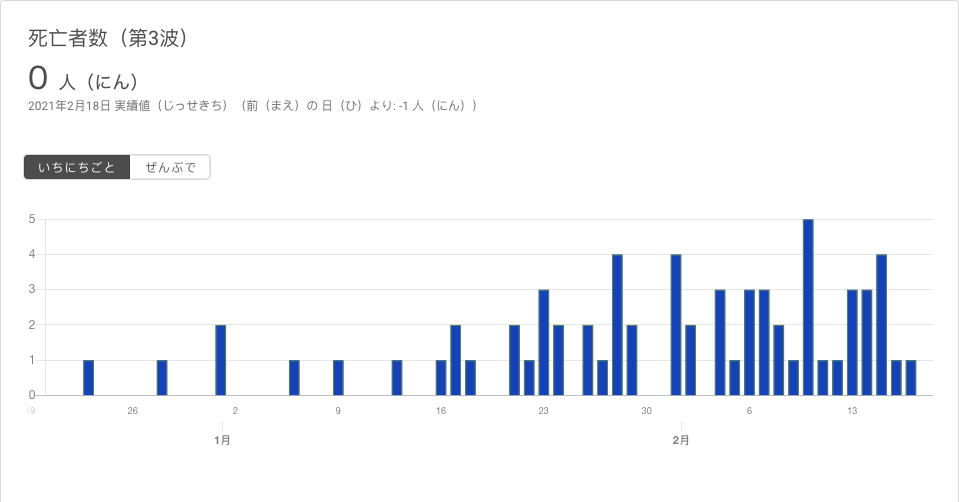 死亡者数（第3波）
0 人（にん）
2021年2月18日 実績値（じっせきち）（前（まえ）の 日（ひ）より: -1 人（にん））
いちにちごと ぜんぶで
5
4
3
2
1
0
19 26 2 9 16 23 30 6 13
1月 2月